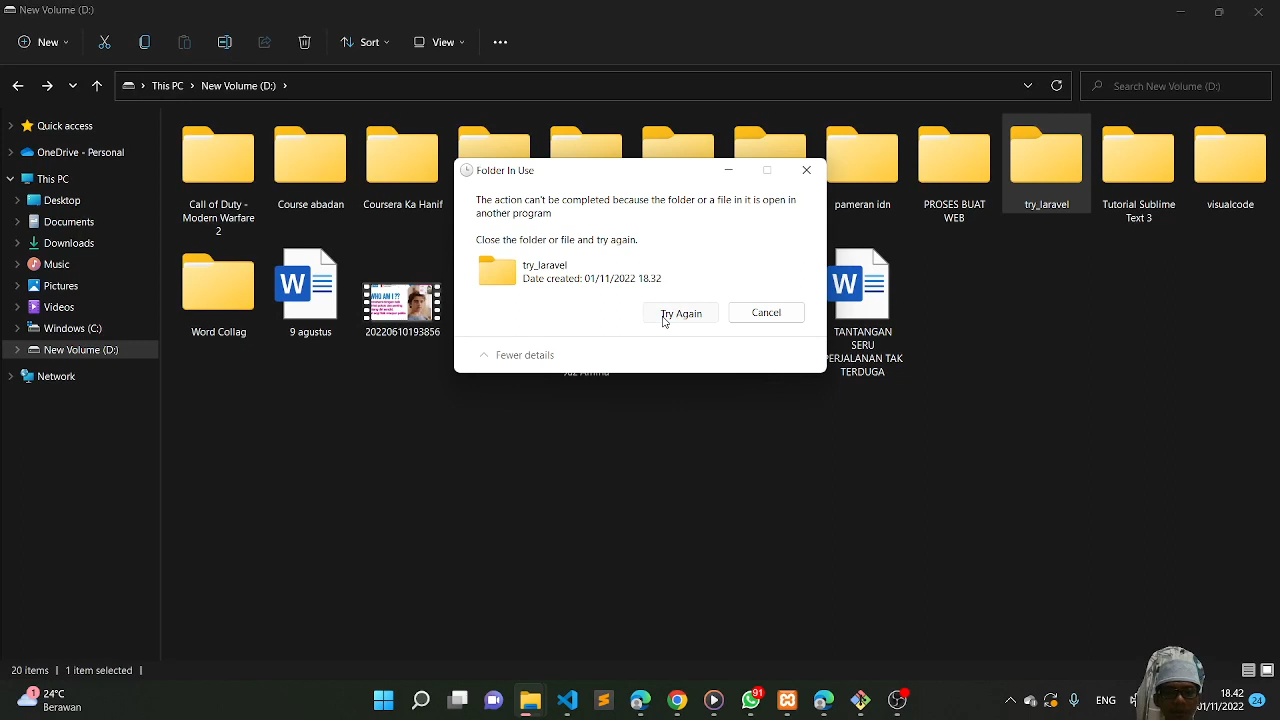 New Volume (D:)
New
Sort
View
This PC
New Volume (D:)
Search New Volume (D:)
Quick access
OneDrive - Personal
This PC
Desktop
Documents
Downloads
Music
Pictures
Videos
Windows (C:)
New Volume (D:)
Network
Call of Duty -
Modern Warfare
2
Course abadan
Coursera Ka Hanif
pameran idn
PROSES BUAT
WEB
try_laravel
Tutorial Sublime
Text 3
visualcode
Word Collag
9 agustus
WHO AM I ??
20220610193856
TANTANGAN
SERU
PERJALANAN TAK
TERDUGA
Folder In Use
The action can't be completed because the folder or a file in it is open in
another program
Close the folder or file and try again.
try_laravel
Date created: 01/11/2022 18.32
Try Again
Cancel
Fewer details
20 items
1 item selected
1
24°C
Berawan
91
ENG
18.42
01/11/2022
24